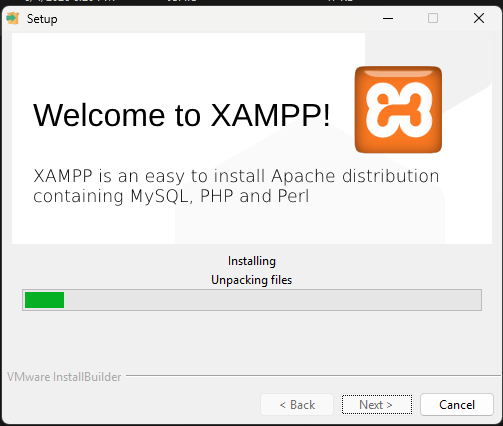 Setup
Welcome to XAMPP!
XAMPP is an easy to install Apache distribution
containing MySQL, PHP and Perl
Installing
Unpacking files
VMware InstallBuilder
< Back
Next >
Cancel